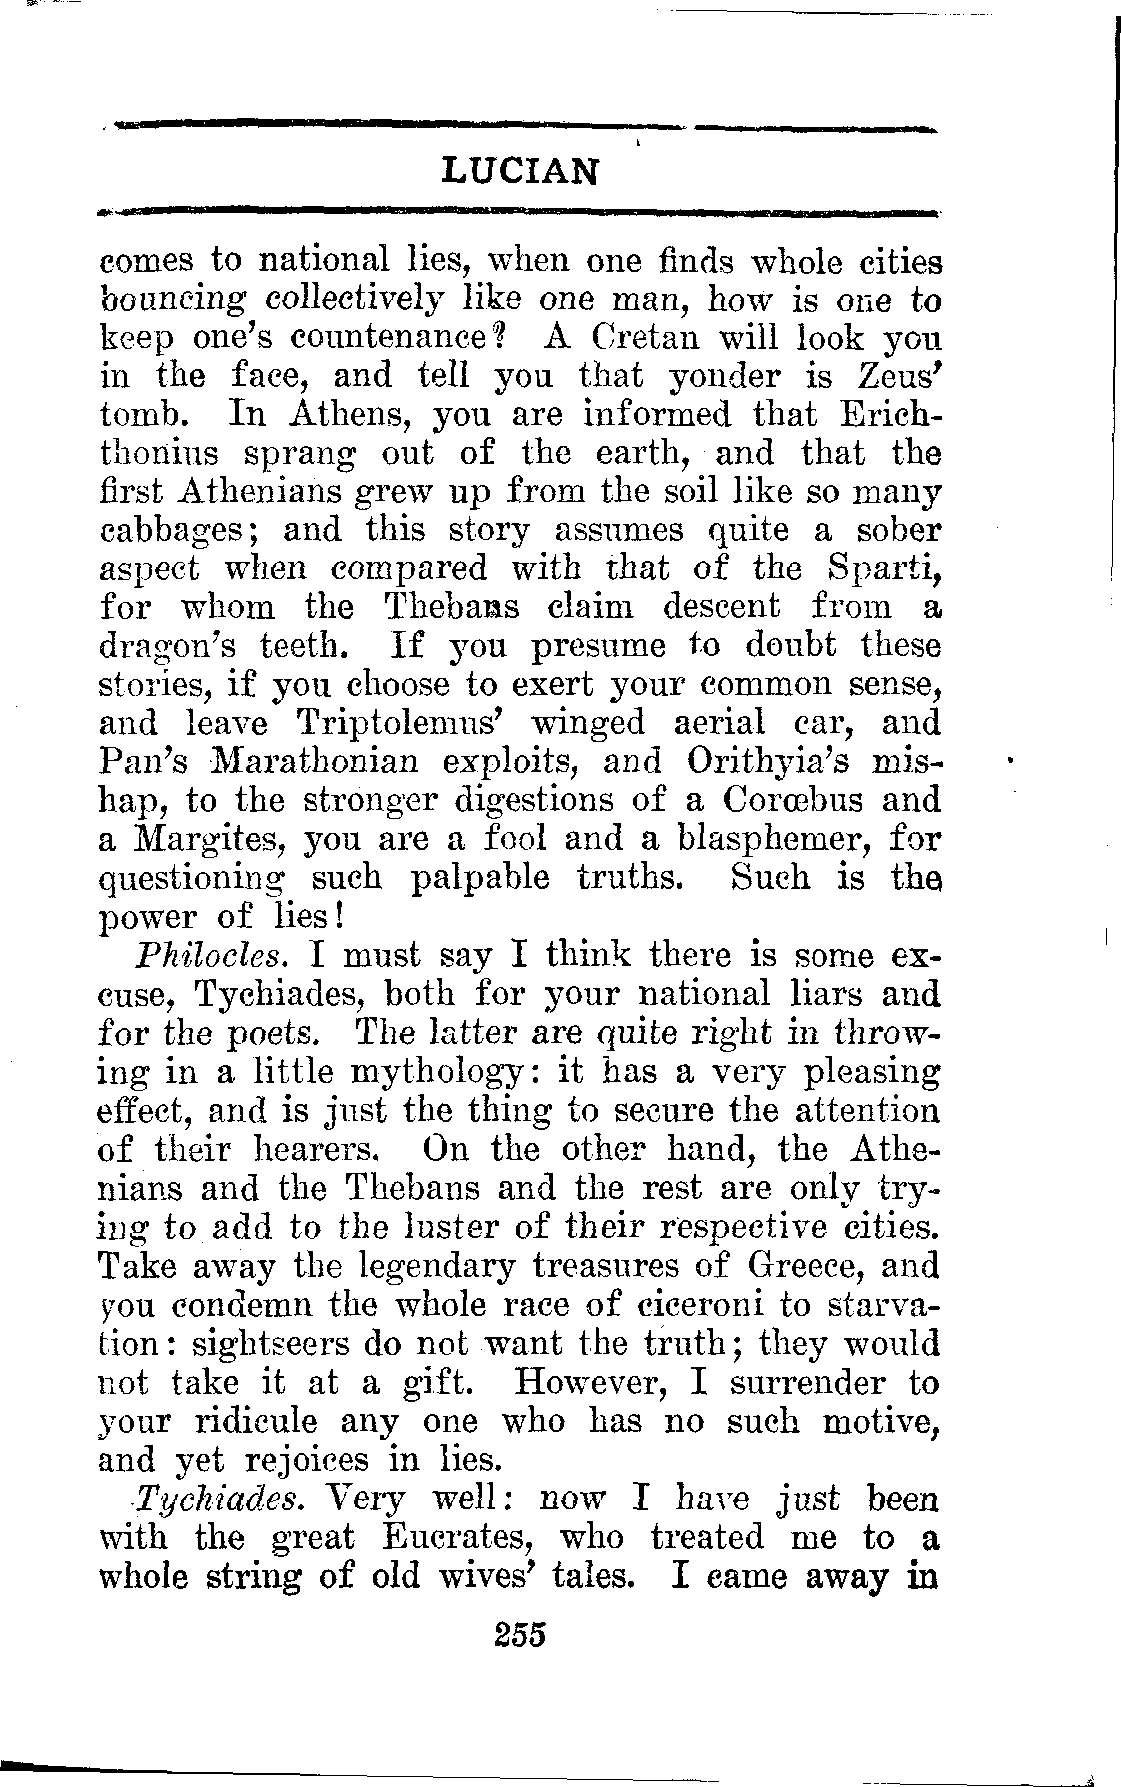 LUCIAN
comes to national lies, when one finds whole cities
bouncing collectively like one man, how is one to
keep one's countenance? A Cretan will look you
in the face, and tell you that yonder is Zeus'
tomb. In Athens, you are informed that Erich-
thonius sprang out of the earth, and that the
first Athenians grew up from the soil like so many
cabbages; and this story assumes quite a sober
aspect when compared with that of the Sparti,
for whom the Thebans claim descent from a
dragon's teeth. If you presume to doubt these
stories, if you choose to exert your common sense,
and leave Triptolemus' winged aerial car, and
Pan's Marathonian exploits, and Orithyia's mis-
hap, to the stronger digestions of a Corœbus and
a Margites, you are a fool and a blasphemer, for
questioning such palpable truths. Such is the
power of lies!
Philocles. I must say I think there is some ex-
cuse, Tychiades, both for your national liars and
for the poets. The latter are quite right in throw-
ing in a little mythology: it has a very pleasing
effect, and is just the thing to secure the attention
of their hearers. On the other hand, the Athe-
nians and the Thebans and the rest are only try-
ing to add to the luster of their respective cities.
Take away the legendary treasures of Greece, and
you condemn the whole race of ciceroni to starva-
tion: sightseers do not want the truth; they would
not take it at a gift. However, I surrender to
your ridicule any one who has no such motive,
and yet rejoices in lies.
Tychiades. Very well: now I have just been
with the great Eucrates, who treated me to a
whole string of old wives' tales. I came away in
255